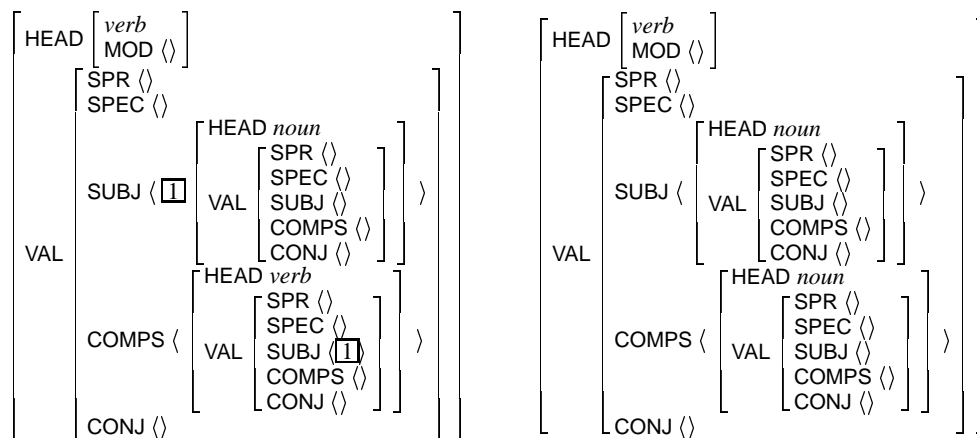 HEAD verb
MOD ⟨⟩
SPR ⟨⟩
SPEC ⟨⟩
HEAD noun
SPR ⟨⟩
SPEC ⟨⟩
SUBJ ⟨ 1 VAL SUBJ ⟨⟩ ⟩
COMPS ⟨⟩
CONJ ⟨⟩
VAL
HEAD verb
SPR ⟨⟩
SPEC ⟨⟩
COMPS ⟨ VAL SUBJ ⟨ 1 ⟩ ⟩
COMPS ⟨⟩
CONJ ⟨⟩
CONJ ⟨⟩
HEAD verb
MOD ⟨⟩
SPR ⟨⟩
SPEC ⟨⟩
HEAD noun
SPR ⟨⟩
SPEC ⟨⟩
SUBJ ⟨ VAL SUBJ ⟨⟩ ⟩
COMPS ⟨⟩
CONJ ⟨⟩
VAL
HEAD noun
SPR ⟨⟩
SPEC ⟨⟩
COMPS ⟨ VAL SUBJ ⟨⟩ ⟩
COMPS ⟨⟩
CONJ ⟨⟩
CONJ ⟨⟩